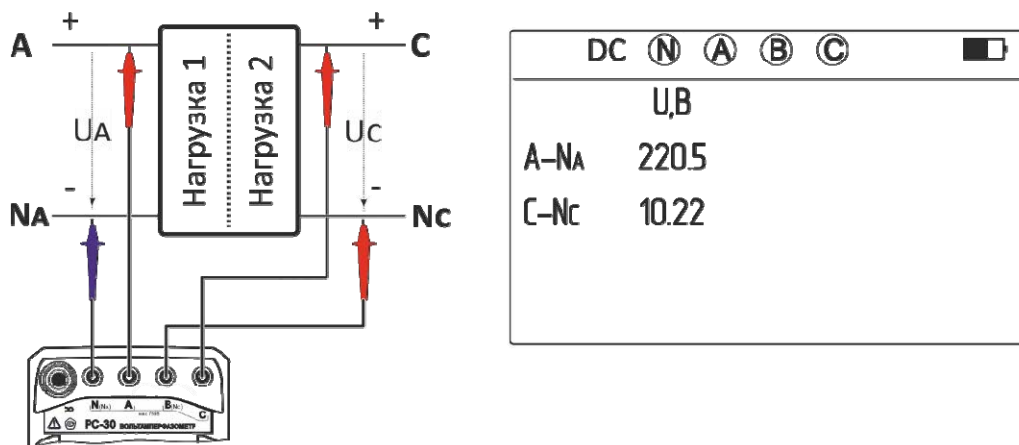 +
A
UA
-
NA
Нагрузка 1
Нагрузка 2
+
C
UC
-
NC
N(NA) A B(NC) C
PC-30 ВОЛЬТАМПЕРФАЗОМЕТР
DC N A B C
U,В
A-NA 220.5
C-NC 10.22